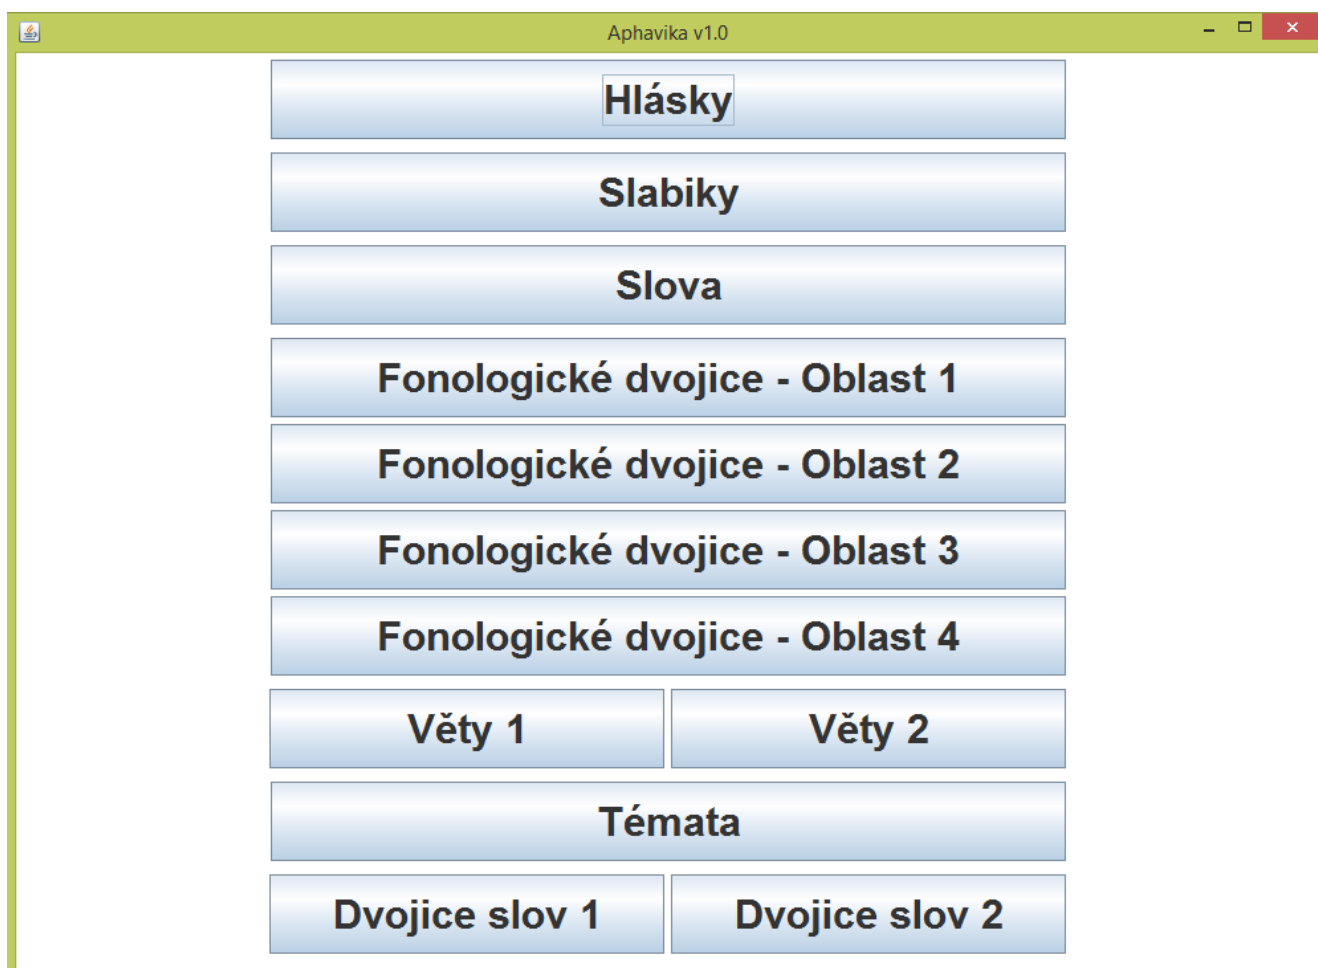 Aphavika v1.0
Hlásky
Slabiky
Slova
Fonologické dvojice - Oblast 1
Fonologické dvojice - Oblast 2
Fonologické dvojice - Oblast 3
Fonologické dvojice - Oblast 4
Věty 1 Věty 2
Témata
Dvojice slov 1 Dvojice slov 2